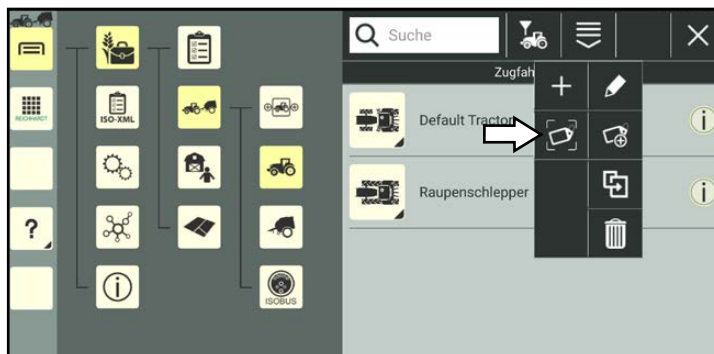 Suche
Zugfah
ISO-XML
REICHHARDT
Default Tractor
Raupenschlepper
?
ISOBUS